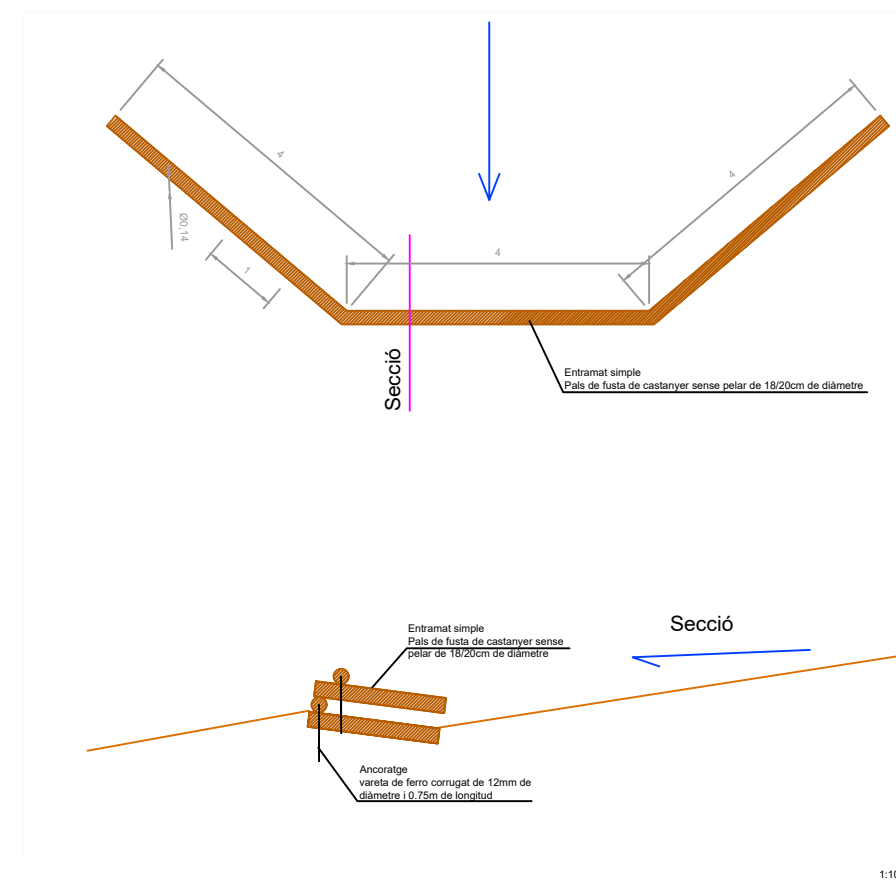 4
4
Ø0,14
1
4
Secció
Entramat simple
Pals de fusta de castanyer sense pelar de 18/20cm de diàmetre
Secció
Entramat simple
Pals de fusta de castanyer sense
pelar de 18/20cm de diàmetre
Ancoratge
vareta de ferro corrugat de 12mm de
diàmetre i 0.75m de longitud